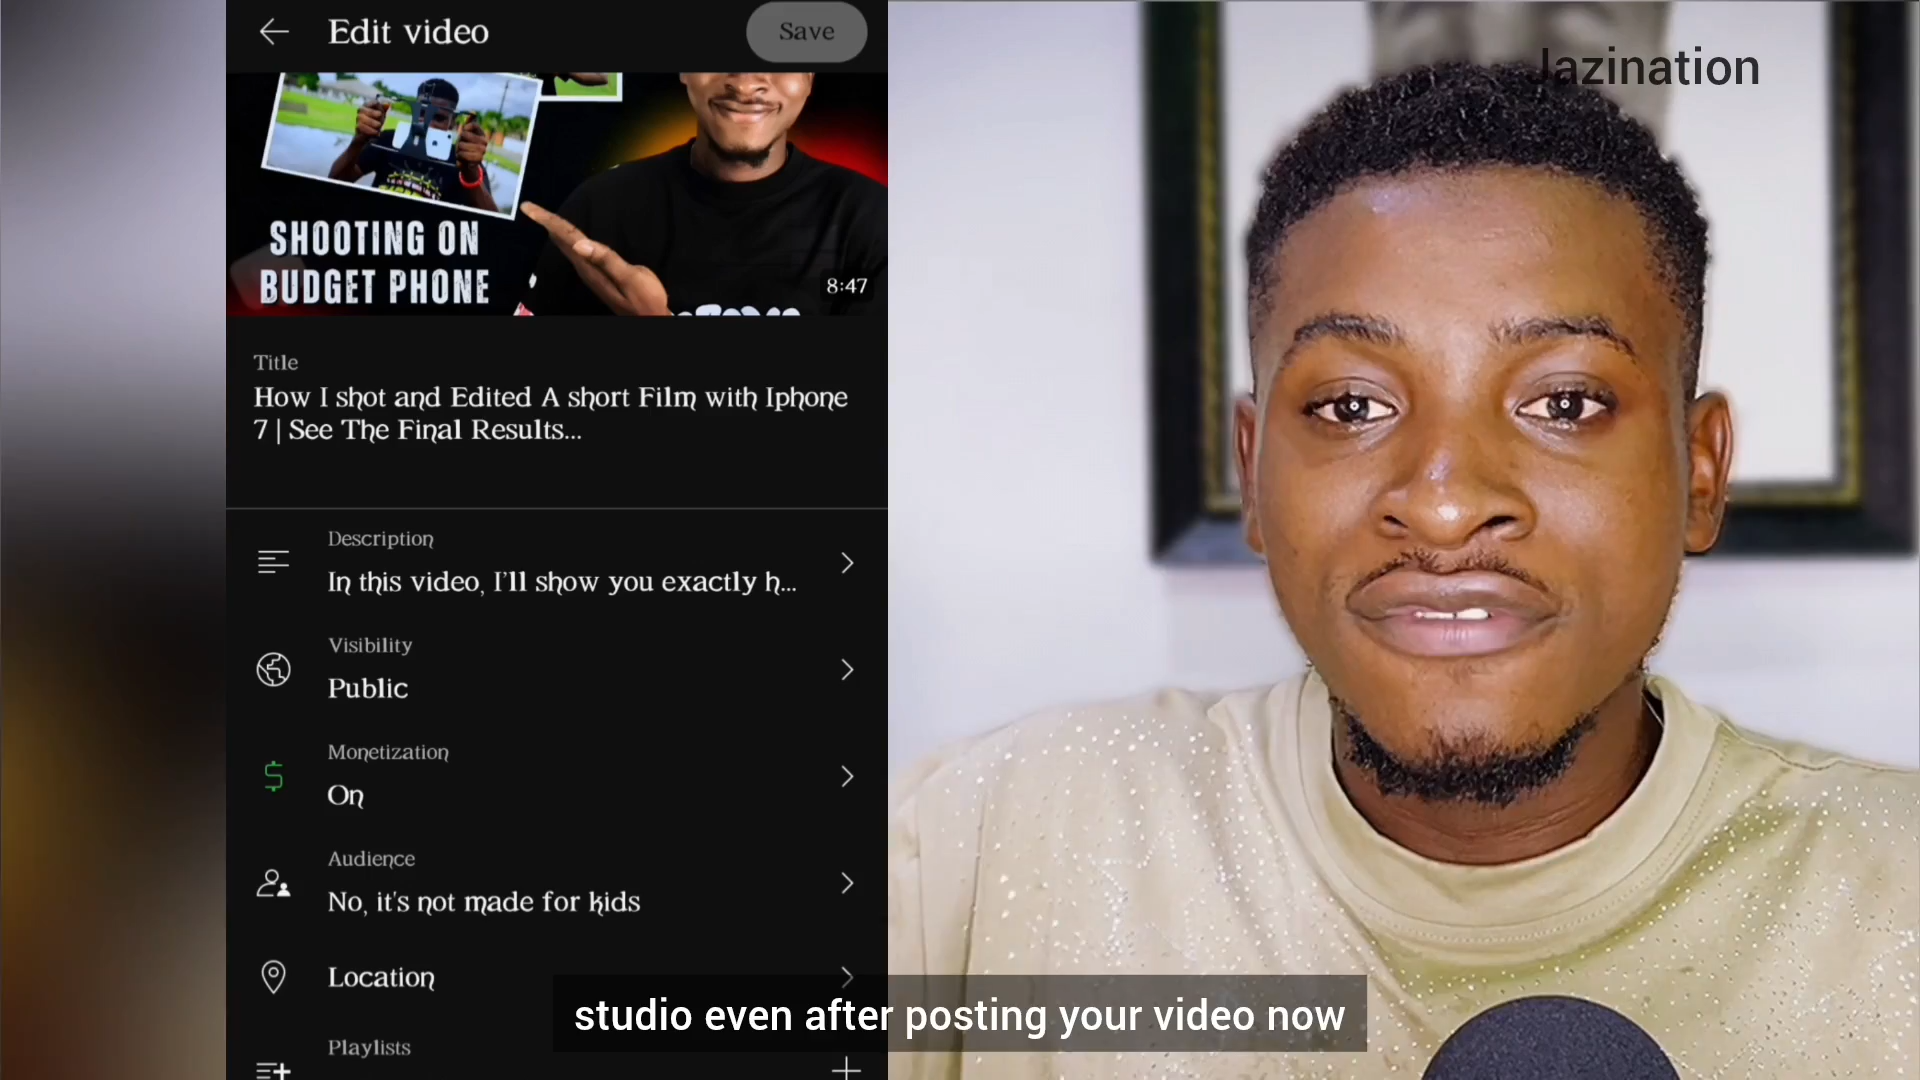 Edit video
Save
SHOOTING ON
BUDGET PHONE
8:47
Title
How I shot and Edited A short Film with Iphone
7 | See The Final Results...
Description
In this video, I'll show you exactly h...
Visibility
Public
Monetization
On
Audience
No, it's not made for kids
Location
Playlists
Jazination
studio even after posting your video now